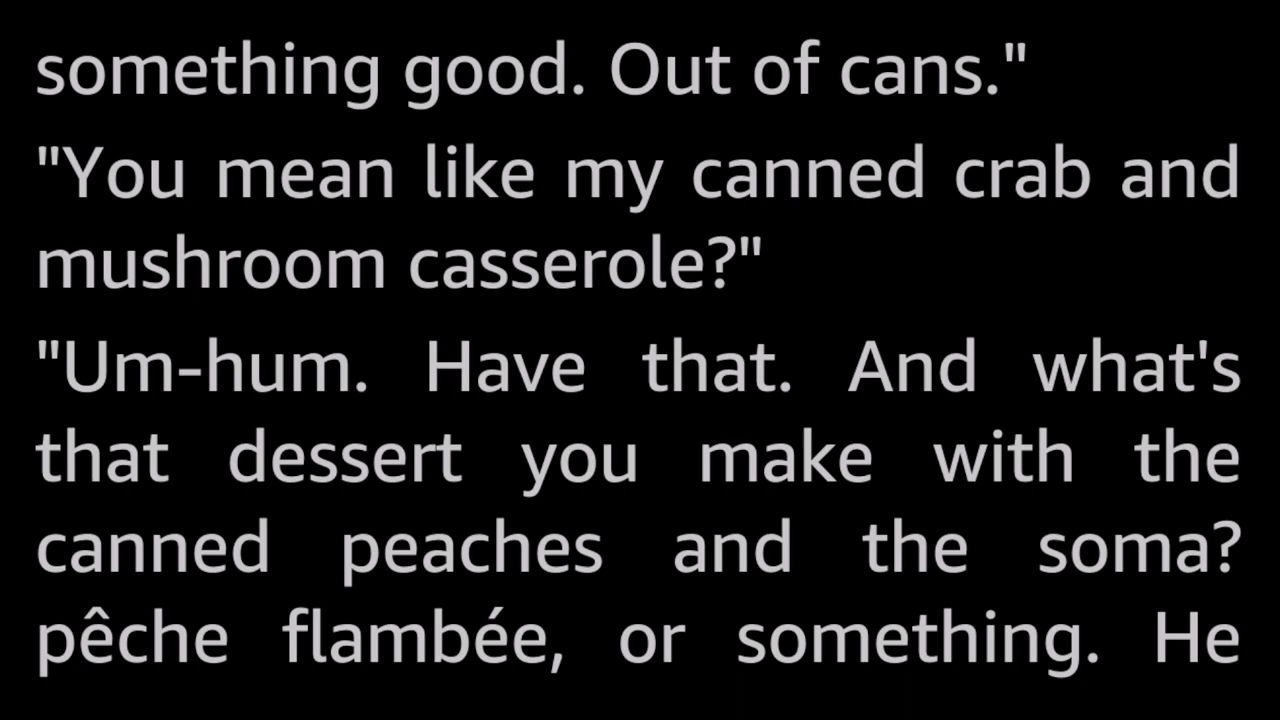 something good. Out of cans."
"You mean like my canned crab and
mushroom casserole?"
"Um-hum. Have that. And what's
that dessert you make with the
canned peaches and the soma?
pêche flambée, or something. He